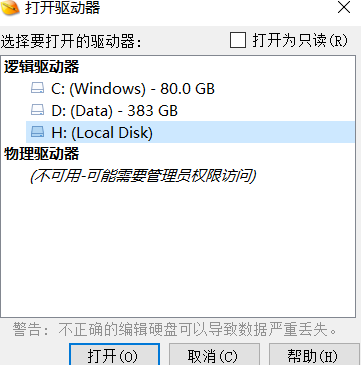 打开驱动器
选择要打开的驱动器: 打开为只读(R)
逻辑驱动器
C: (Windows) - 80.0 GB
D: (Data) - 383 GB
H: (Local Disk)
物理驱动器
(不可用-可能需要管理员权限访问)
警告: 不正确的编辑硬盘可以导致数据严重丢失。
打开(O) 取消(C) 帮助(H)